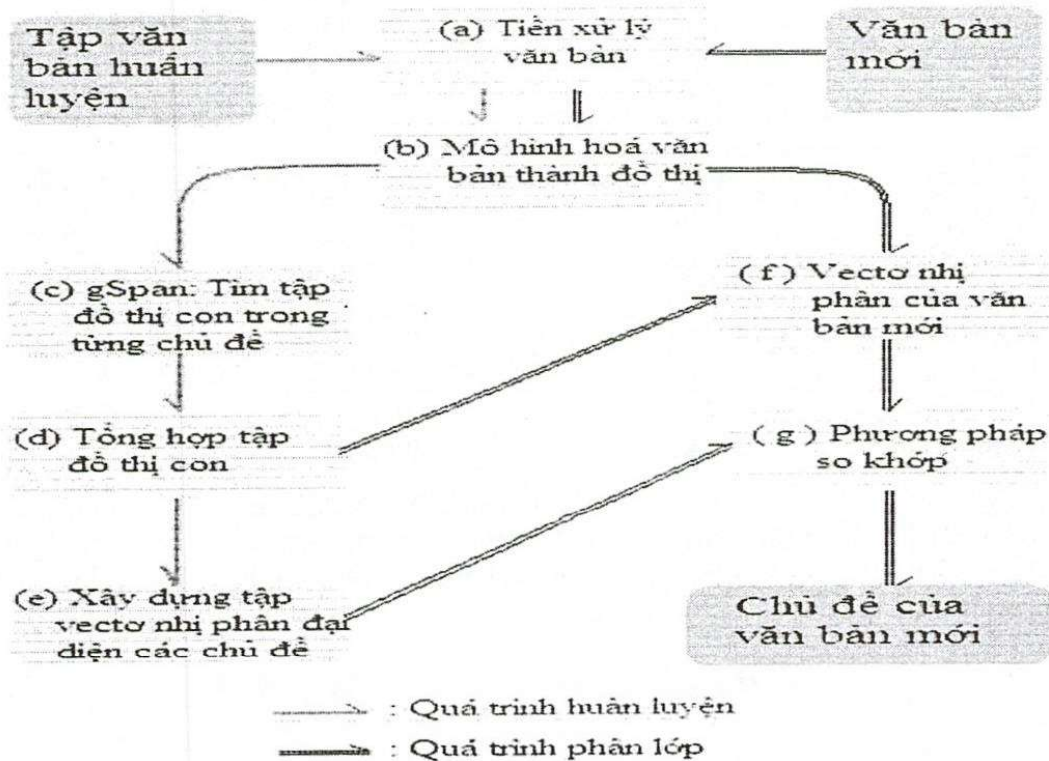 Tập văn
bản huấn
luyện
(a) Tiền xử lý
văn bản
Văn bản
mới
(b) Mô hình hoá văn
bản thành đồ thị
(c) gSpan: Tìm tập
đồ thị con trong
từng chủ đề
(f) Vectơ nhị
phân của văn
bản mới
(d) Tổng hợp tập
đồ thị con
(g) Phương pháp
so khớp
(e) Xây dựng tập
vectơ nhị phân đại
diện các chủ đề
Chủ đề của
văn bản mới
: Quá trình huấn luyện
: Quá trình phân lớp